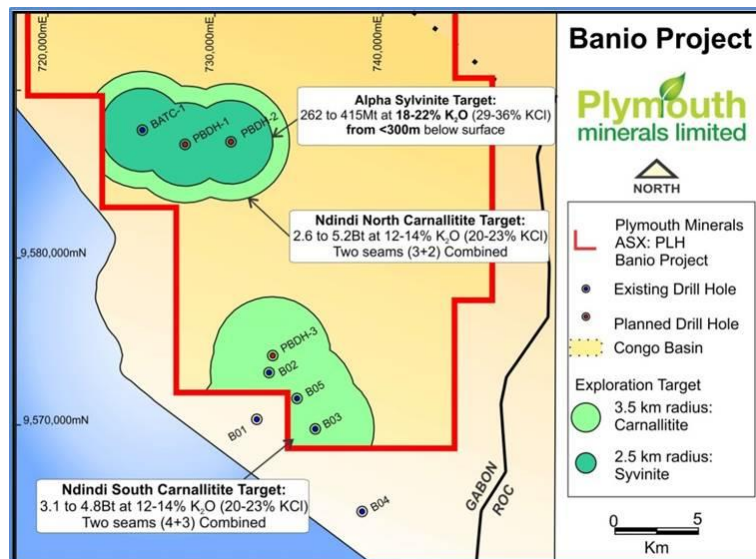 720,000mE
730,000mE
740,000mE
9,580,000mN
9,570,000mN
BATC-1
PBDH-1
PBDH-2
Alpha Sylvinite Target:
262 to 415Mt at 18-22% K₂O (29-36% KCl)
from <300m below surface
Ndindi North Carnallitite Target:
2.6 to 5.2Bt at 12-14% K₂O (20-23% KCl)
Two seams (3+2) Combined
PBDH-3
B02
B05
B01
B03
B04
Ndindi South Carnallitite Target:
3.1 to 4.8Bt at 12-14% K₂O (20-23% KCl)
Two seams (4+3) Combined
GABON
ROC
Banio Project
Plymouth
minerals limited
NORTH
Plymouth Minerals
ASX: PLH
Banio Project
Existing Drill Hole
Planned Drill Hole
Congo Basin
Exploration Target
3.5 km radius:
Carnallitite
2.5 km radius:
Syvinite
0 5
Km